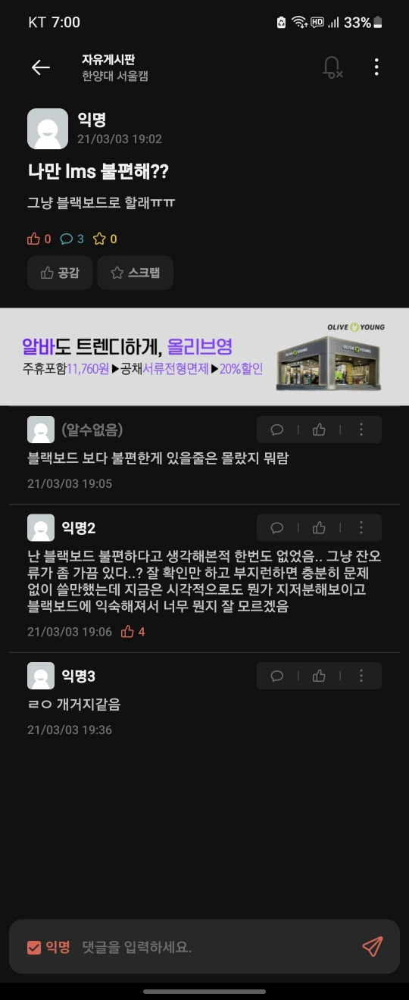 KT 7:00
HD
33%
자유게시판
한양대 서울캠
익명
21/03/03 19:02
나만 lms 불편해??
그냥 블랙보드로 할래ㅠㅠ
0 3 0
공감 스크랩
OLIVE YOUNG
알바도 트렌디하게, 올리브영
주휴포함11,760원▶공채서류전형면제▶20%할인
OLIVE YOUNG
OLIVE YOUNG
(알수없음)
블랙보드 보다 불편한게 있을줄은 몰랐지 뭐람
21/03/03 19:05
익명2
난 블랙보드 불편하다고 생각해본적 한번도 없었음.. 그냥 잔오
류가 좀 가끔 있다..? 잘 확인만 하고 부지런하면 충분히 문제
없이 쓸만했는데 지금은 시각적으로도 뭔가 지저분해보이고
블랙보드에 익숙해져서 너무 뭔지 잘 모르겠음
21/03/03 19:06 4
익명3
ㄹㅇ 개거지같음
21/03/03 19:36
익명 댓글을 입력하세요.